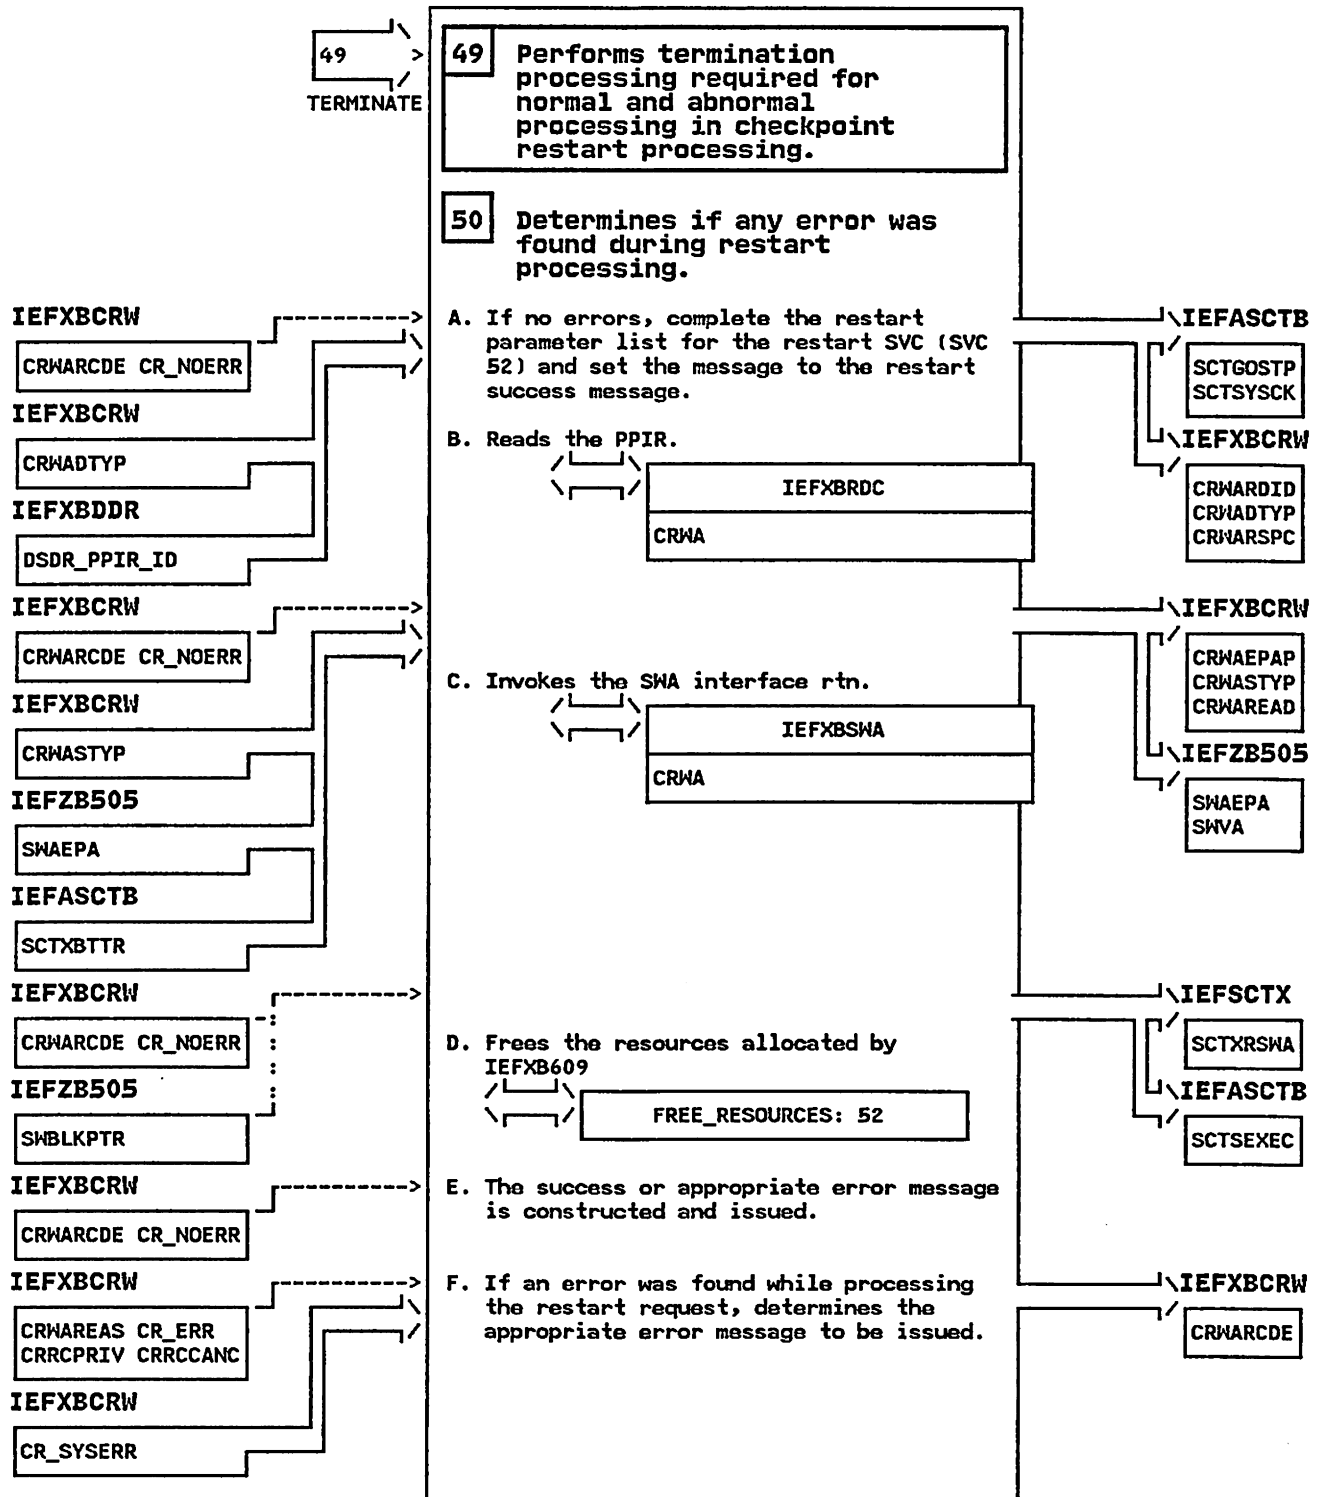 49
TERMINATE
49 Performs termination
processing required for
normal and abnormal
processing in checkpoint
restart processing.
50 Determines if any error was
found during restart
processing.
IEFXBCRW
CRWARCDE CR_NOERR
IEFXBCRW
CRWADTYP
IEFXBDDR
DSDR_PPIR_ID
A. If no errors, complete the restart
parameter list for the restart SVC (SVC
52) and set the message to the restart
success message.
B. Reads the PPIR.
IEFXBRDC
CRWA
IEFASCTB
SCTGOSTP
SCTSYSCK
IEFXBCRW
CRWARDID
CRWADTYP
CRWARSPC
IEFXBCRW
CRWARCDE CR_NOERR
IEFXBCRW
CRWASTYP
IEFZB505
SWAEPA
IEFASCTB
SCTXBTTR
C. Invokes the SWA interface rtn.
IEFXBSWA
CRWA
IEFXBCRW
CRWAEPAP
CRWASTYP
CRWAREAD
IEFZB505
SWAEPA
SWVA
IEFXBCRW
CRWARCDE CR_NOERR
IEFZB505
SWBLKPTR
D. Frees the resources allocated by
IEFXB609
FREE_RESOURCES: 52
IEFSCTX
SCTXRSWA
IEFASCTB
SCTSEXEC
IEFXBCRW
CRWARCDE CR_NOERR
E. The success or appropriate error message
is constructed and issued.
IEFXBCRW
CRWAREAS CR_ERR
CRRCPRIV CRRCCANC
IEFXBCRW
CR_SYSERR
F. If an error was found while processing
the restart request, determines the
appropriate error message to be issued.
IEFXBCRW
CRWARCDE